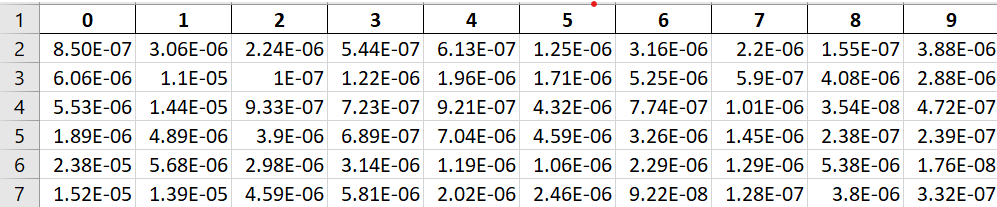 1 0 1 2 3 4 5 6 7 8 9
2 8.50E-07 3.06E-06 2.24E-06 5.44E-07 6.13E-07 1.25E-06 3.16E-06 2.2E-06 1.55E-07 3.88E-06
3 6.06E-06 1.1E-05 1E-07 1.22E-06 1.96E-06 1.71E-06 5.25E-06 5.9E-07 4.08E-06 2.88E-06
4 5.53E-06 1.44E-05 9.33E-07 7.23E-07 9.21E-07 4.32E-06 7.74E-07 1.01E-06 3.54E-08 4.72E-07
5 1.89E-06 4.89E-06 3.9E-06 6.89E-07 7.04E-06 4.59E-06 3.26E-06 1.45E-06 2.38E-07 2.39E-07
6 2.38E-05 5.68E-06 2.98E-06 3.14E-06 1.19E-06 1.06E-06 2.29E-06 1.29E-06 5.38E-06 1.76E-08
7 1.52E-05 1.39E-05 4.59E-06 5.81E-06 2.02E-06 2.46E-06 9.22E-08 1.28E-07 3.8E-06 3.32E-07